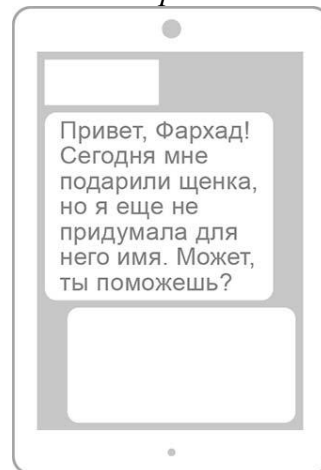 Привет, Фархад!
Сегодня мне
подарили щенка,
но я еще не
придумала для
него имя. Может,
ты поможешь?